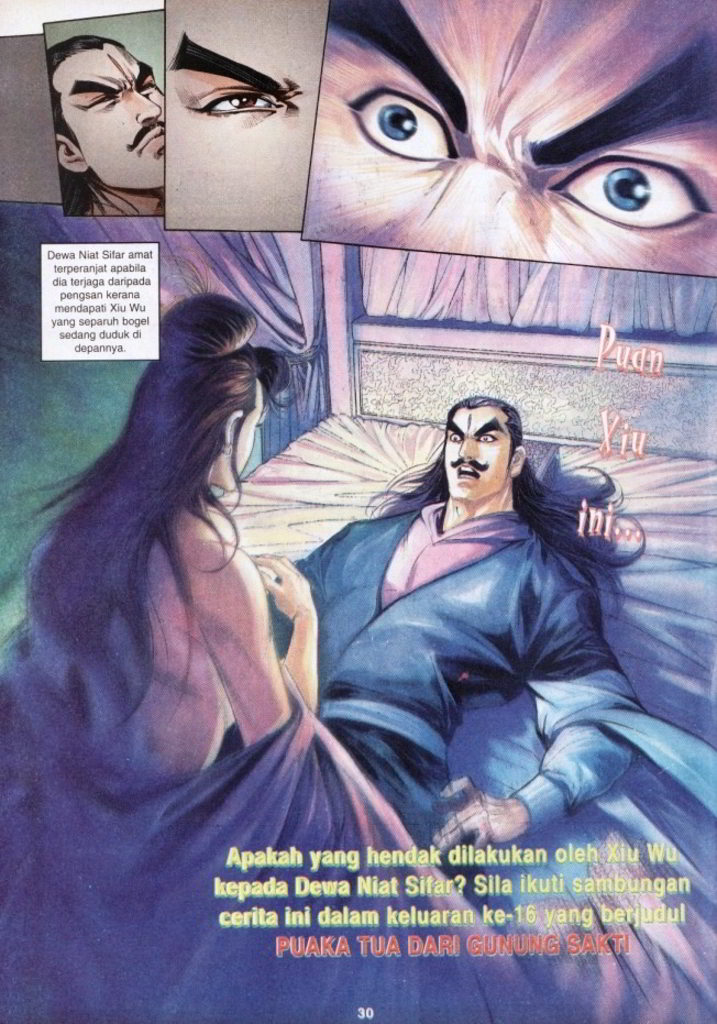 Dewa Niat Sifar amat
terperanjat apabila
dia terjaga daripada
pengsan kerana
mendapati Xiu Wu
yang separuh bogel
sedang duduk di
depannya.
Puan
Xiu
ini...
Apakah yang hendak dilakukan oleh Xiu Wu
kepada Dewa Niat Sifar? Sila ikuti sambungan
cerita ini dalam keluaran ke-16 yang berjudul
PUAKA TUA DARI GUNUNG SAKTI
30